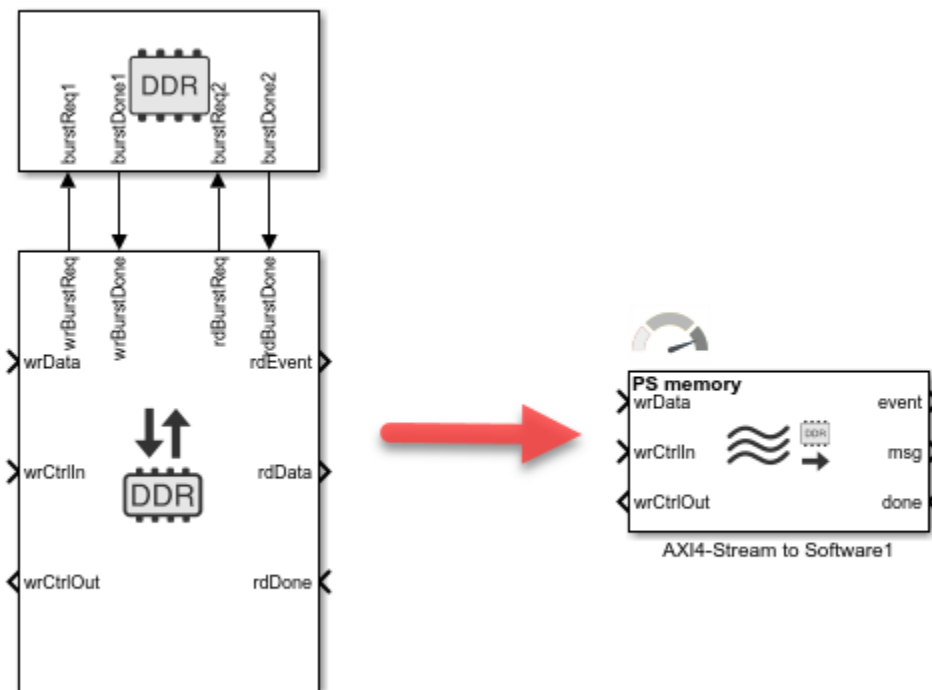 burstReq1
burstDone1
DDR
burstReq2
burstDone2
wrBurstReq
wrBurstDone
rdBurstReq
rdBurstDone
wrData
rdEvent
wrCtrlIn
DDR
rdData
wrCtrlOut
rdDone
PS memory
wrData
event
wrCtrlIn
DDR
msg
wrCtrlOut
done
AXI4-Stream to Software1